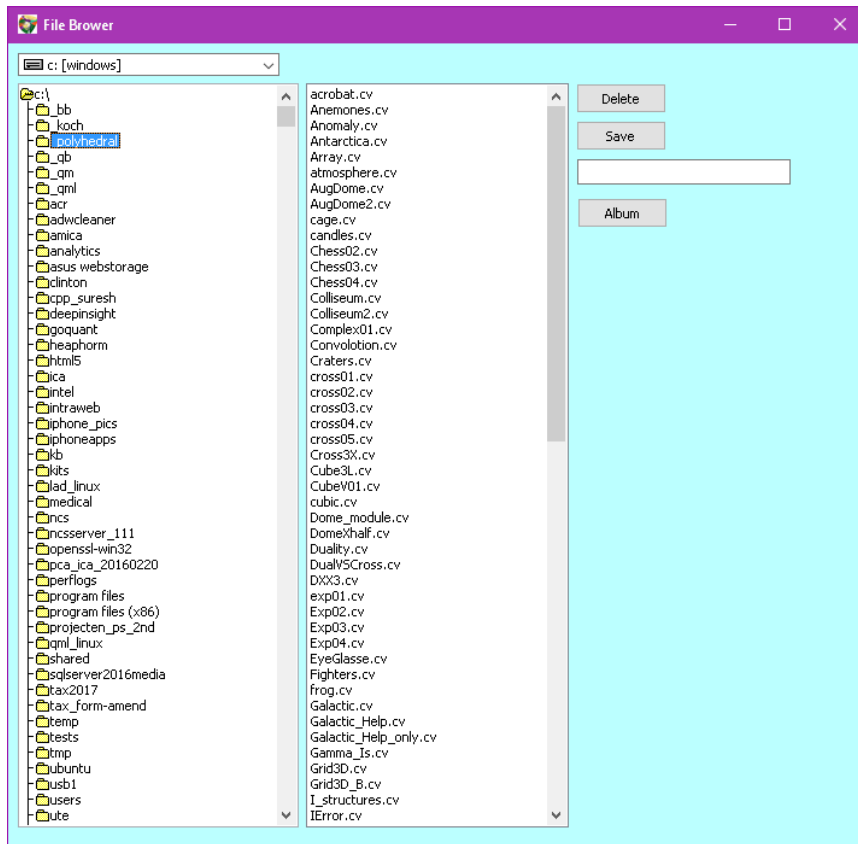 File Brower
c: [windows]
c:\
_bb
_koch
_polyhedral
_qb
_qm
_qml
acr
adwcleaner
amica
analytics
asus webstorage
clinton
cpp_suresh
deepinsight
goquant
heaphorm
html5
ica
intel
intraweb
iphone_pics
iphoneapps
kb
kits
lad_linux
medical
ncs
ncsserver_111
openssl-win32
pca_ica_20160220
perflogs
program files
program files (x86)
projecten_ps_2nd
qml_linux
shared
sqlserver2016media
tax2017
tax_form-amend
temp
tests
tmp
ubuntu
usb1
users
ute
acrobat.cv
Anemones.cv
Anomaly.cv
Antarctica.cv
Array.cv
atmosphere.cv
AugDome.cv
AugDome2.cv
cage.cv
candles.cv
Chess02.cv
Chess03.cv
Chess04.cv
Colliseum.cv
Colliseum2.cv
Complex01.cv
Convolotion.cv
Craters.cv
cross01.cv
cross02.cv
cross03.cv
cross04.cv
cross05.cv
Cross3X.cv
Cube3L.cv
CubeV01.cv
cubic.cv
Dome_module.cv
DomeXhalf.cv
Duality.cv
DualVSCross.cv
DXX3.cv
exp01.cv
Exp02.cv
Exp03.cv
Exp04.cv
EyeGlasse.cv
Fighters.cv
frog.cv
Galactic.cv
Galactic_Help.cv
Galactic_Help_only.cv
Gamma_Is.cv
Grid3D.cv
Grid3D_B.cv
I_structures.cv
IError.cv
Delete
Save
Album